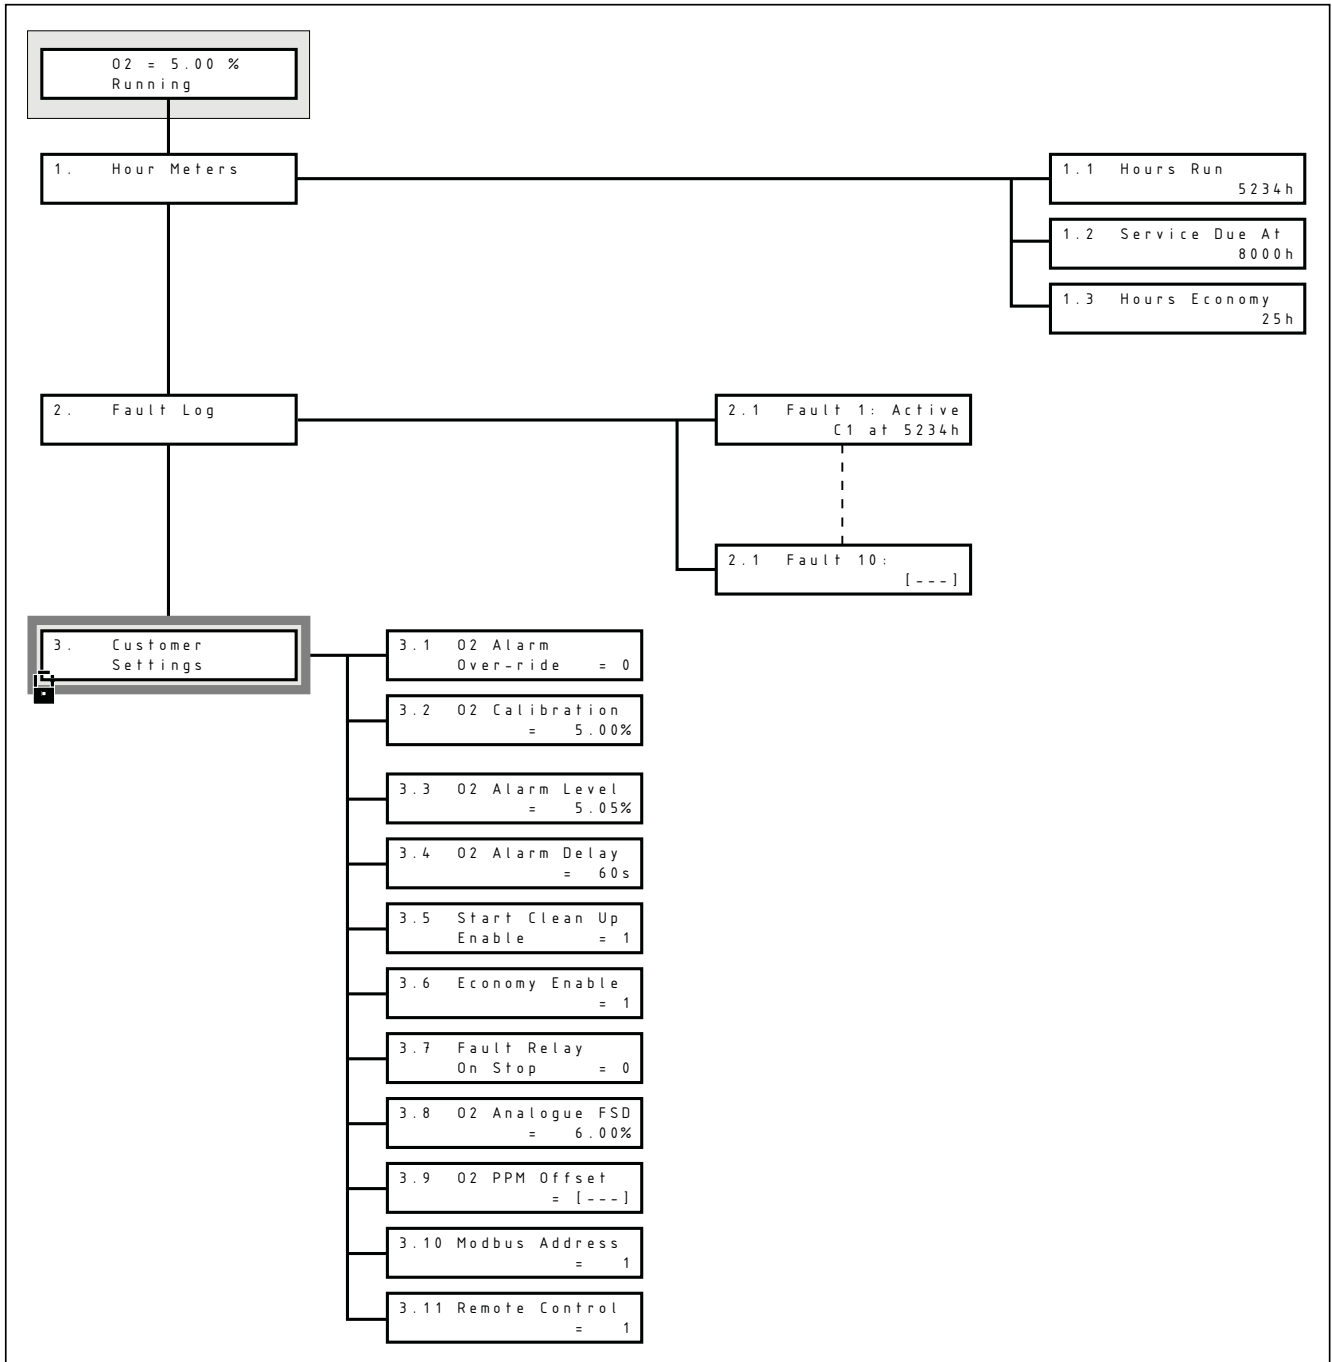 O2 = 5.00 %
Running
1. Hour Meters
1.1 Hours Run
5234h
1.2 Service Due At
8000h
1.3 Hours Economy
25h
2. Fault Log
2.1 Fault 1: Active
C1 at 5234h
2.1 Fault 10:
[---]
3. Customer
Settings
3.1 O2 Alarm
Over-ride = 0
3.2 O2 Calibration
= 5.00%
3.3 O2 Alarm Level
= 5.05%
3.4 O2 Alarm Delay
= 60s
3.5 Start Clean Up
Enable = 1
3.6 Economy Enable
= 1
3.7 Fault Relay
On Stop = 0
3.8 O2 Analogue FSD
= 6.00%
3.9 O2 PPM Offset
= [---]
3.10 Modbus Address
= 1
3.11 Remote Control
= 1